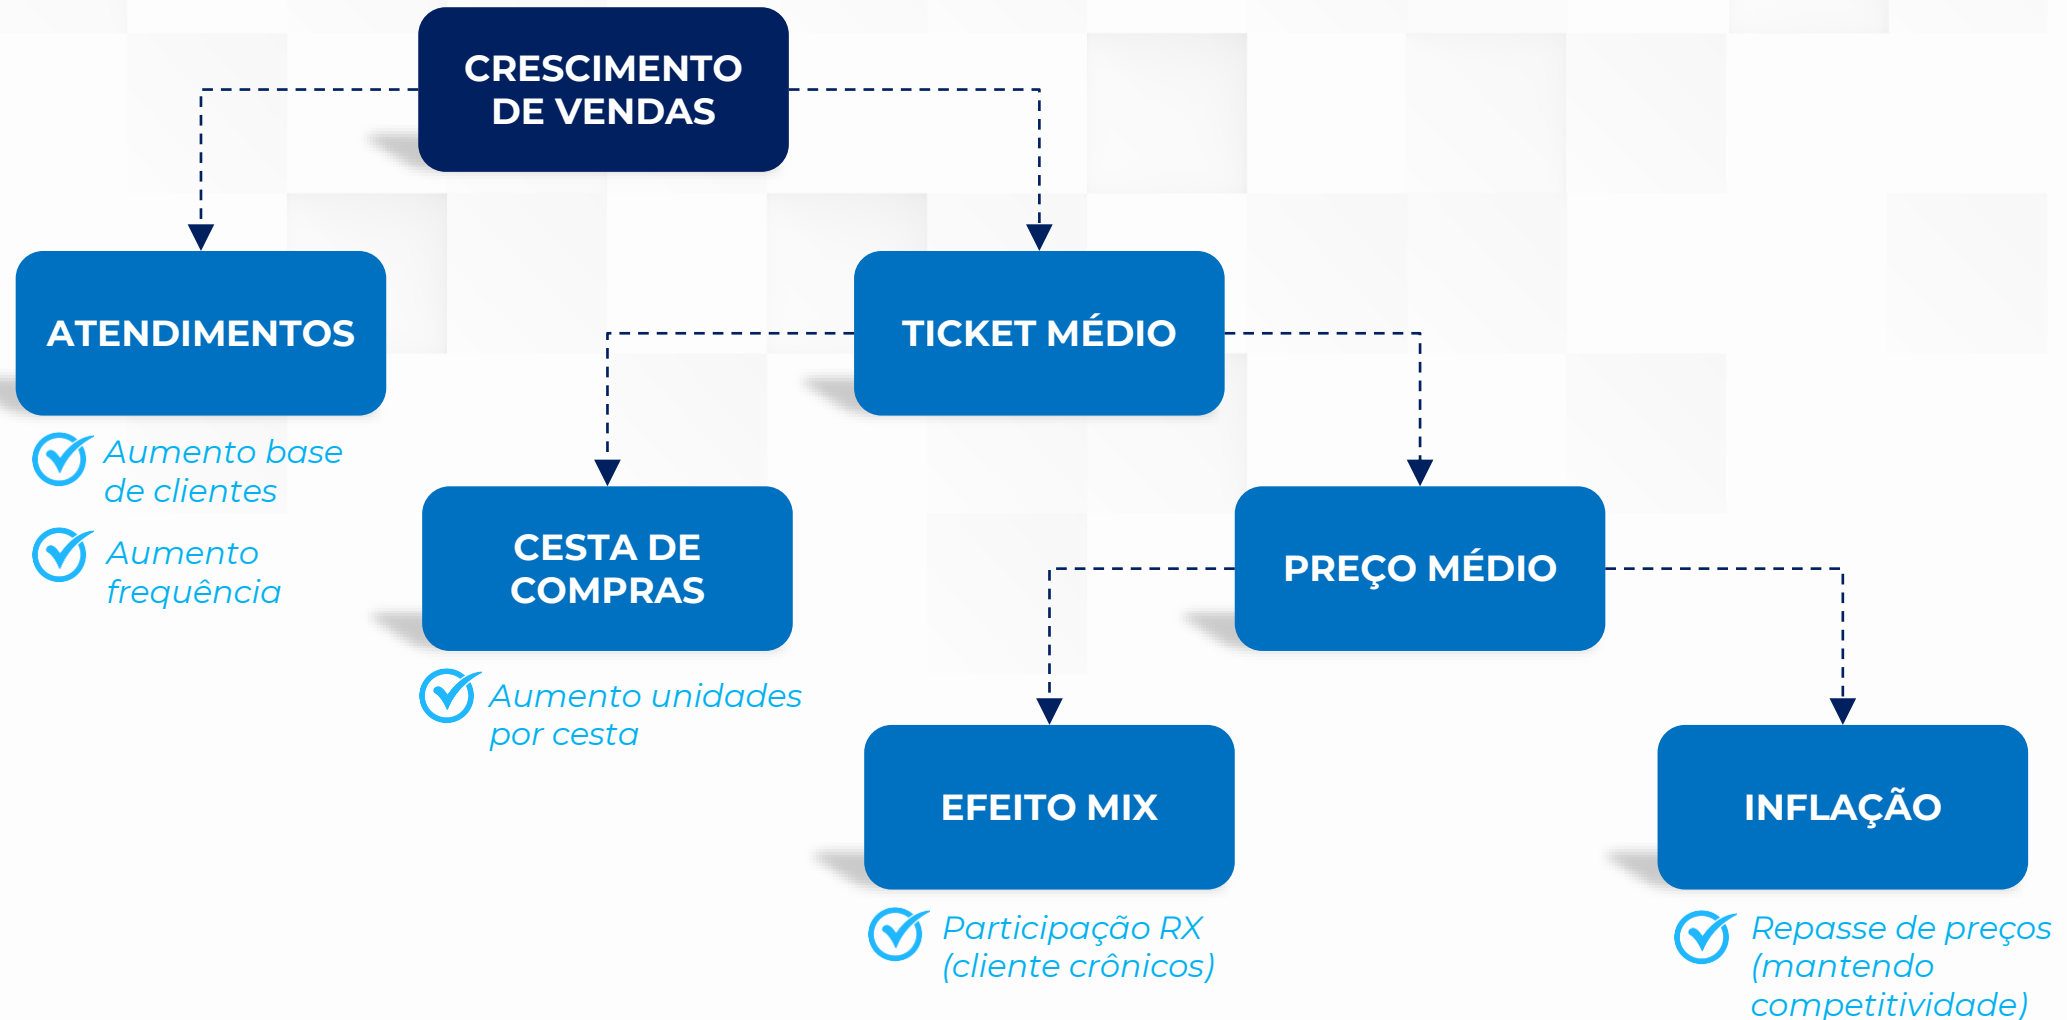 CRESCIMENTO
DE VENDAS
ATENDIMENTOS
TICKET MÉDIO
Aumento base
de clientes
Aumento
frequência
CESTA DE
COMPRAS
PREÇO MÉDIO
Aumento unidades
por cesta
EFEITO MIX
INFLAÇÃO
Participação RX
(cliente crônicos)
Repasse de preços
(mantendo
competitividade)